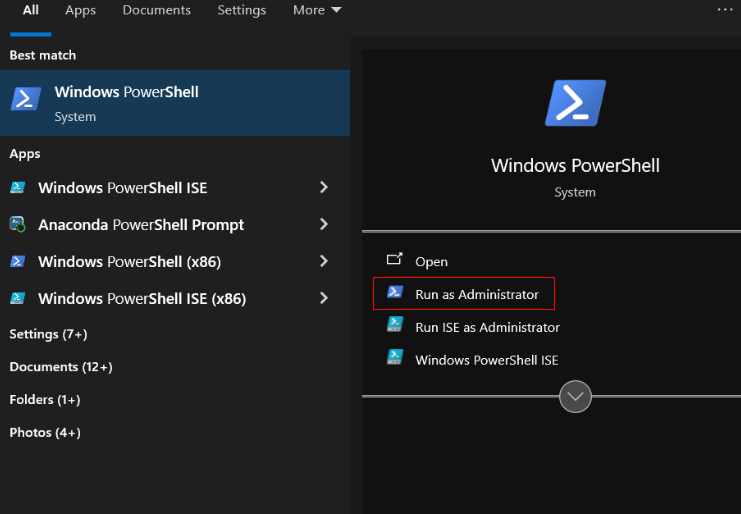 All Apps Documents Settings More
Best match
Windows PowerShell
System
Apps
Windows PowerShell ISE
Anaconda PowerShell Prompt
Windows PowerShell (x86)
Windows PowerShell ISE (x86)
Settings (7+)
Documents (12+)
Folders (1+)
Photos (4+)
Windows PowerShell
System
Open
Run as Administrator
Run ISE as Administrator
Windows PowerShell ISE